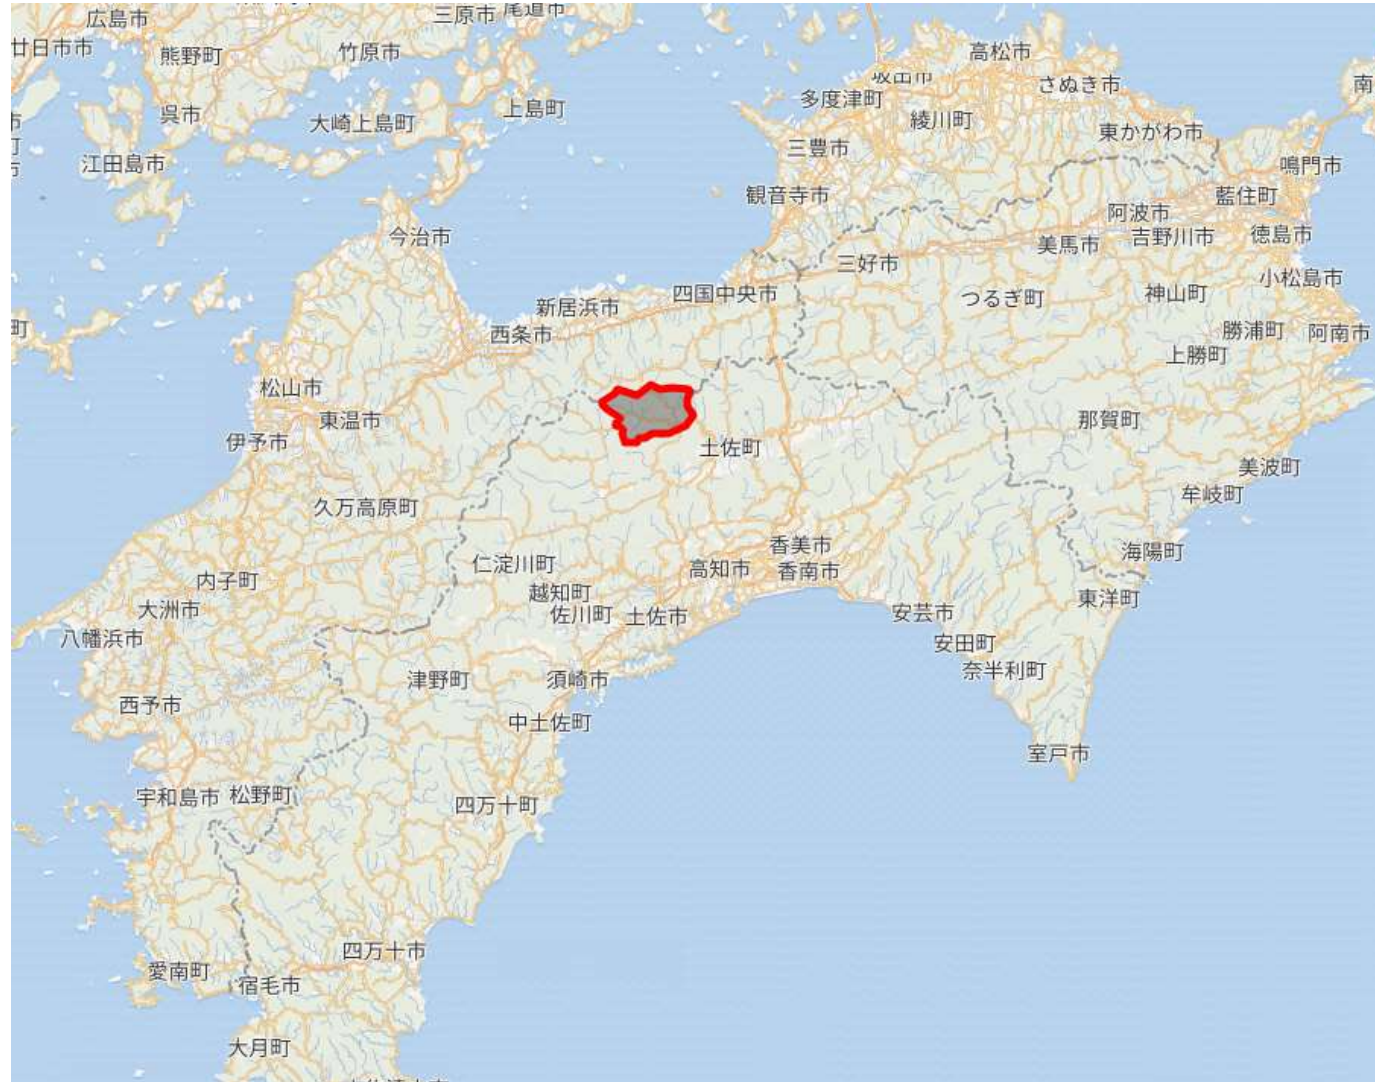 広島市
三原市
尾道市
廿日市市
熊野町
竹原市
高松市
坂出市
さぬき市
南
多度津町
上島町
呉市
大崎上島町
綾川町
東かがわ市
三豊市
江田島市
鳴門市
観音寺市
藍住町
阿波市
今治市
吉野川市
徳島市
美馬市
三好市
小松島市
四国中央市
神山町
つるぎ町
新居浜市
町
西条市
勝浦町
阿南市
上勝町
松山市
東温市
那賀町
伊予市
土佐町
美波町
牟岐町
久万高原町
香美市
海陽町
仁淀川町
高知市
香南市
内子町
越知町
東洋町
大洲市
佐川町
土佐市
安芸市
八幡浜市
安田町
奈半利町
津野町
須崎市
西予市
中土佐町
室戸市
宇和島市
松野町
四万十町
四万十市
愛南町
宿毛市
大月町